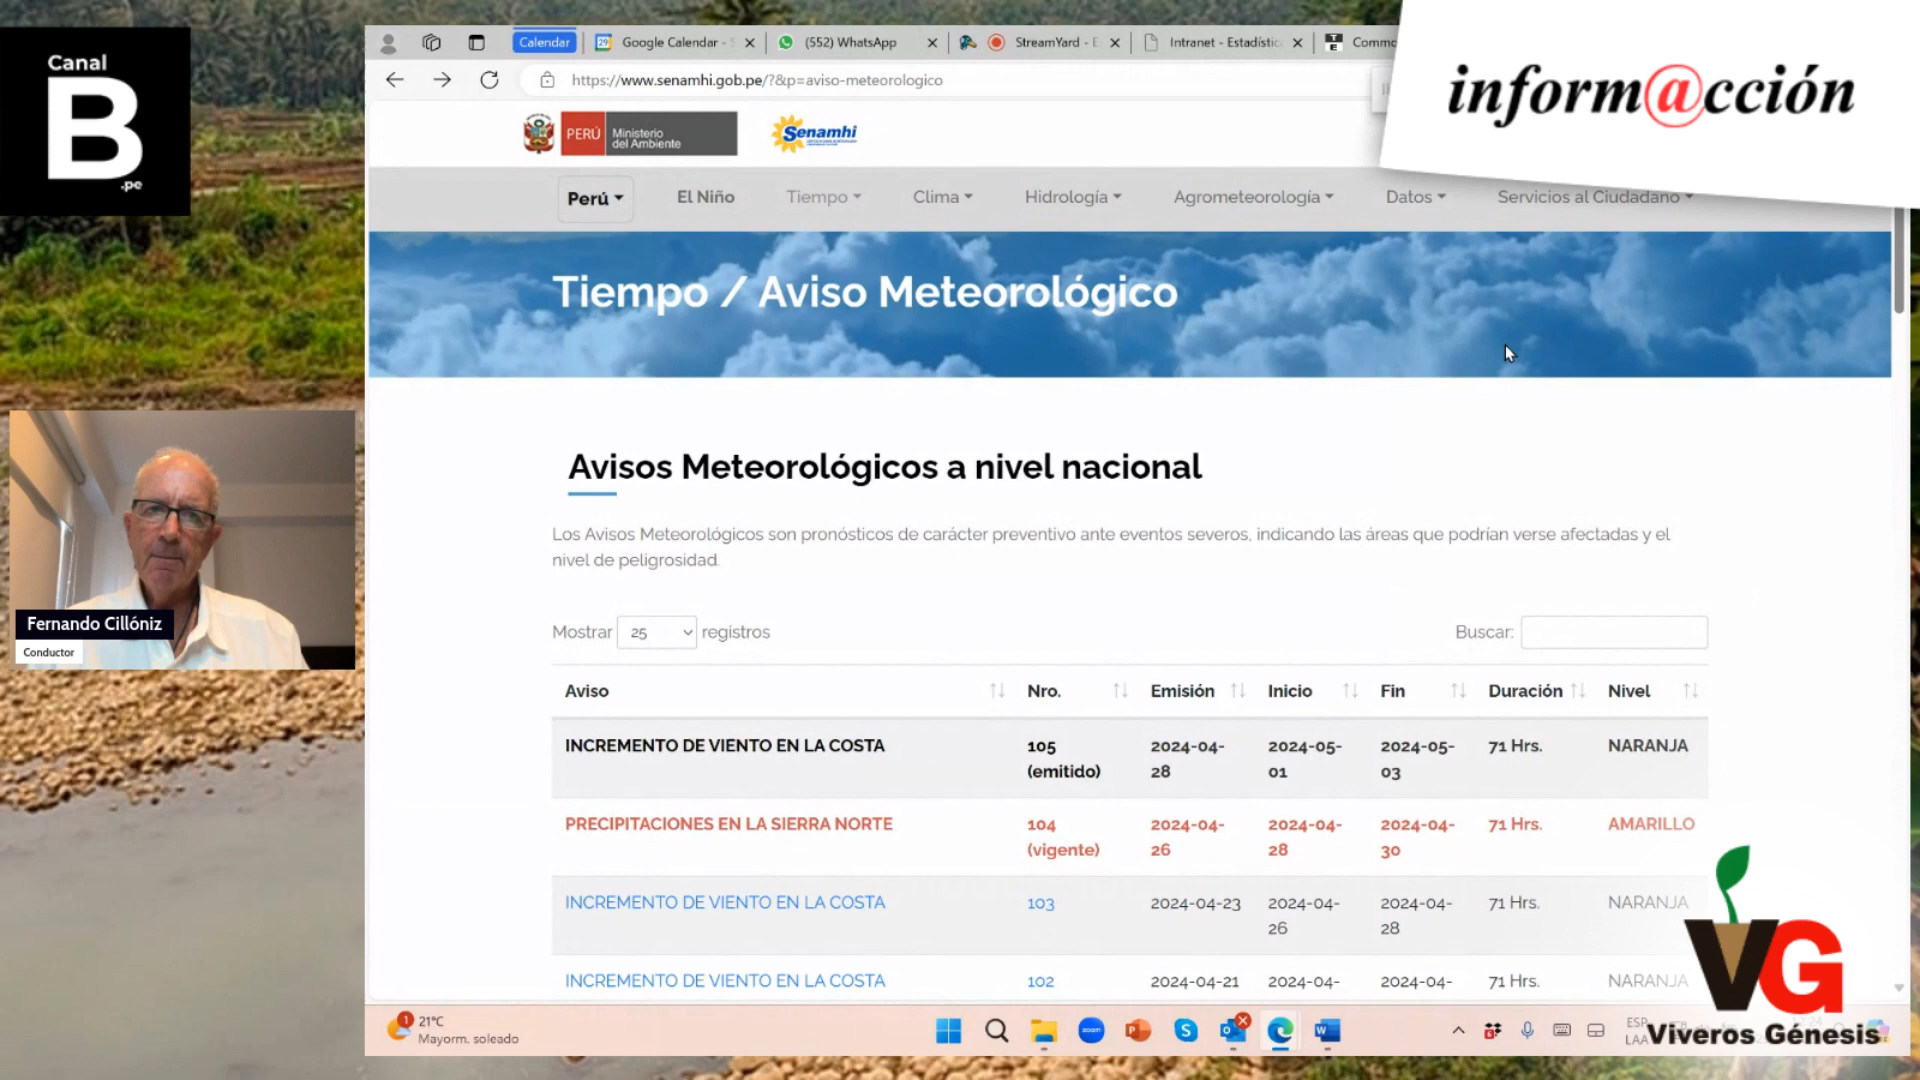 Canal
B
.pe
Calendar
Google Calendar -
(552) WhatsApp
StreamYard - E
Intranet - Estadístic
Commo
https://www.senamhi.gob.pe/?&p=aviso-meteorologico
inform@cción
PERÚ
Ministerio
del Ambiente
Senamhi
Perú
El Niño
Tiempo
Clima
Hidrología
Agrometeorología
Datos
Servicios al Ciudadano
Tiempo / Aviso Meteorológico
Avisos Meteorológicos a nivel nacional
Los Avisos Meteorológicos son pronósticos de carácter preventivo ante eventos severos, indicando las áreas que podrían verse afectadas y el
nivel de peligrosidad.
Mostrar 25 registros
Buscar:
Aviso Nro. Emisión Inicio Fin Duración Nivel
INCREMENTO DE VIENTO EN LA COSTA 105 2024-04- 2024-05- 2024-05- 71 Hrs. NARANJA
(emitido) 28 01 03
PRECIPITACIONES EN LA SIERRA NORTE 104 2024-04- 2024-04- 2024-04- 71 Hrs. AMARILLO
(vigente) 26 28 30
INCREMENTO DE VIENTO EN LA COSTA 103 2024-04-23 2024-04- 2024-04- 71 Hrs. NARANJA
26 28
INCREMENTO DE VIENTO EN LA COSTA 102 2024-04-21 2024-04- 2024-04- 71 Hrs. NARANJA
Fernando Cillóniz
Conductor
VG
Viveros Génesis
1
21°C
Mayorm. soleado
zoom
ESP
LAA